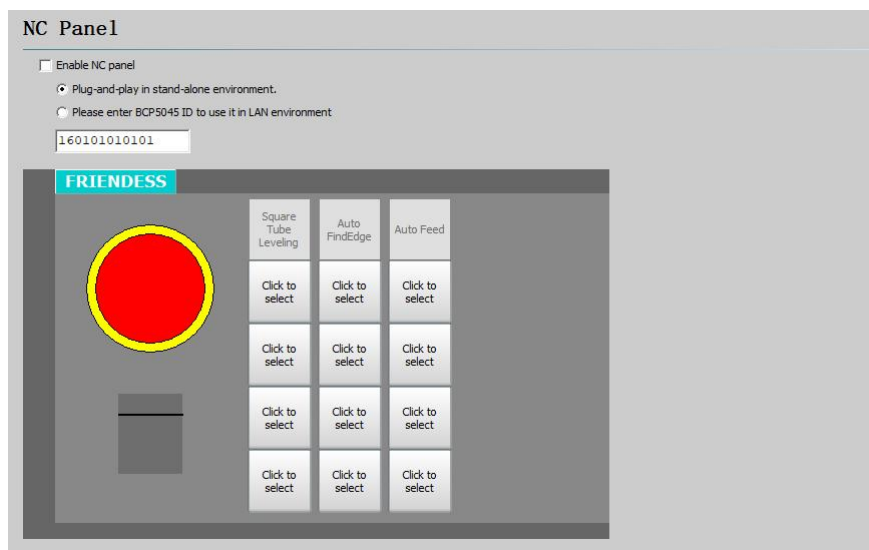 NC Panel
Enable NC panel
Plug-and-play in stand-alone environment.
Please enter BCP5045 ID to use it in LAN environment
160101010101
FRIENDESS
Square
Tube
Leveling
Auto
FindEdge
Auto Feed
Click to
select
Click to
select
Click to
select
Click to
select
Click to
select
Click to
select
Click to
select
Click to
select
Click to
select
Click to
select
Click to
select
Click to
select